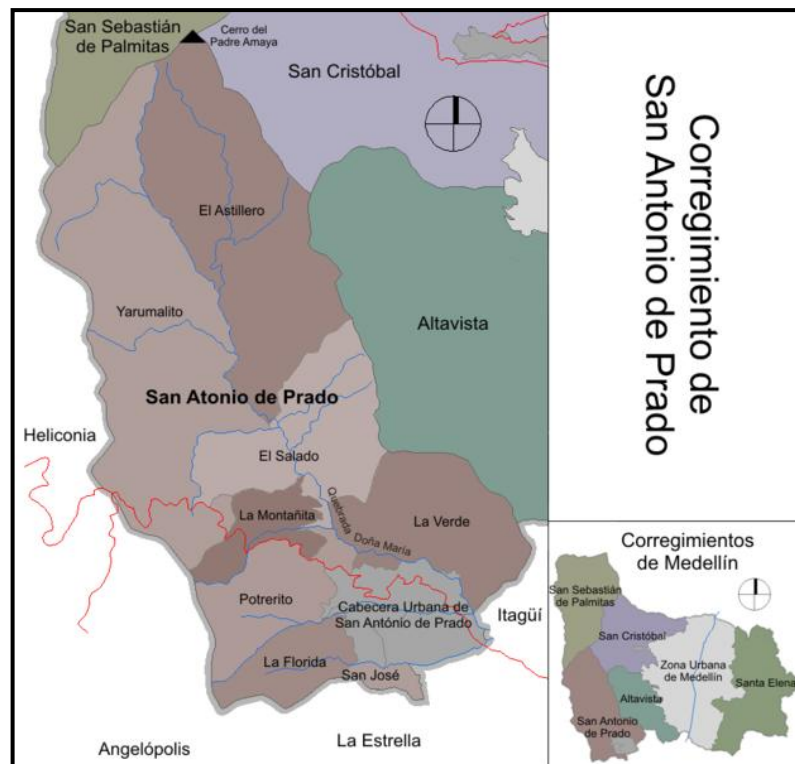 San Sebastián
de Palmitas
Cerro del
Padre Amaya
San Cristóbal
El Astillero
Yarumalito
Altavista
San Atonio de Prado
Heliconia
El Salado
La Montañita
Quebrada
Doña María
La Verde
Potrerito
Cabecera Urbana de
San António de Prado
Itagüí
La Florida
San José
Angelópolis
La Estrella
Corregimiento de
San Antonio de Prado
Corregimientos
de Medellín
San Sebastián
de Palmitas
San Cristóbal
Zona Urbana
de Medellín
Santa Elena
Altavista
San Antonio
de Prado